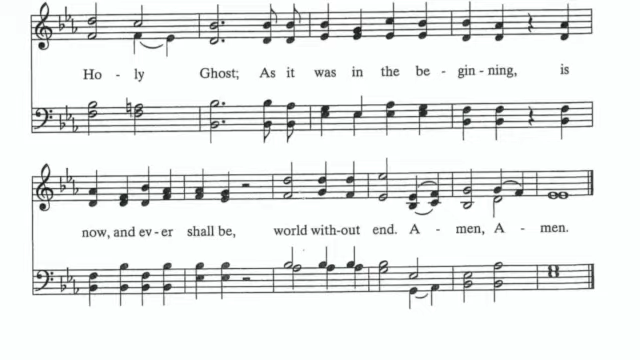 Ho - ly Ghost; As it was in the be - gin - ning, is
now, and ev - er shall be, world with-out end. A - men, A - men.